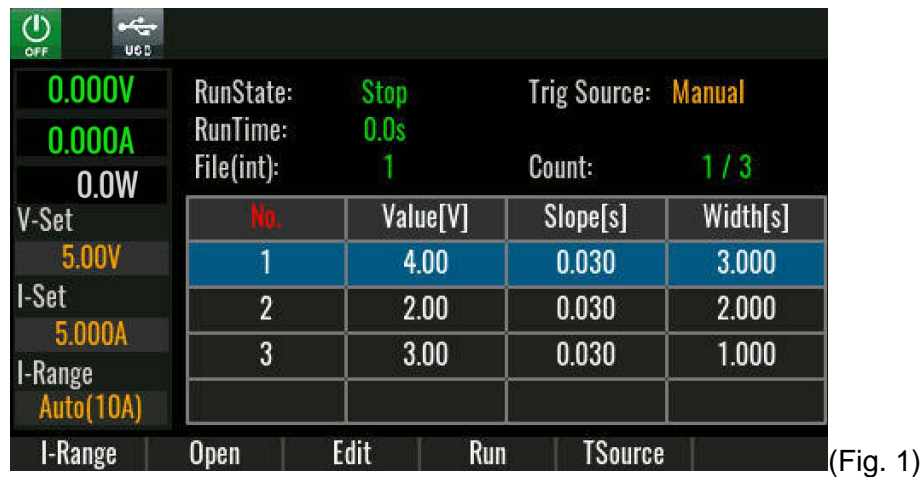 OFF USB
0.000V
0.000A
0.0W
V-Set
5.00V
I-Set
5.000A
I-Range
Auto(10A)
RunState: Stop Trig Source: Manual
RunTime: 0.0s
File(int): 1 Count: 1 / 3
No. Value[V] Slope[s] Width[s]
1 4.00 0.030 3.000
2 2.00 0.030 2.000
3 3.00 0.030 1.000
I-Range Open Edit Run TSource
(Fig. 1)